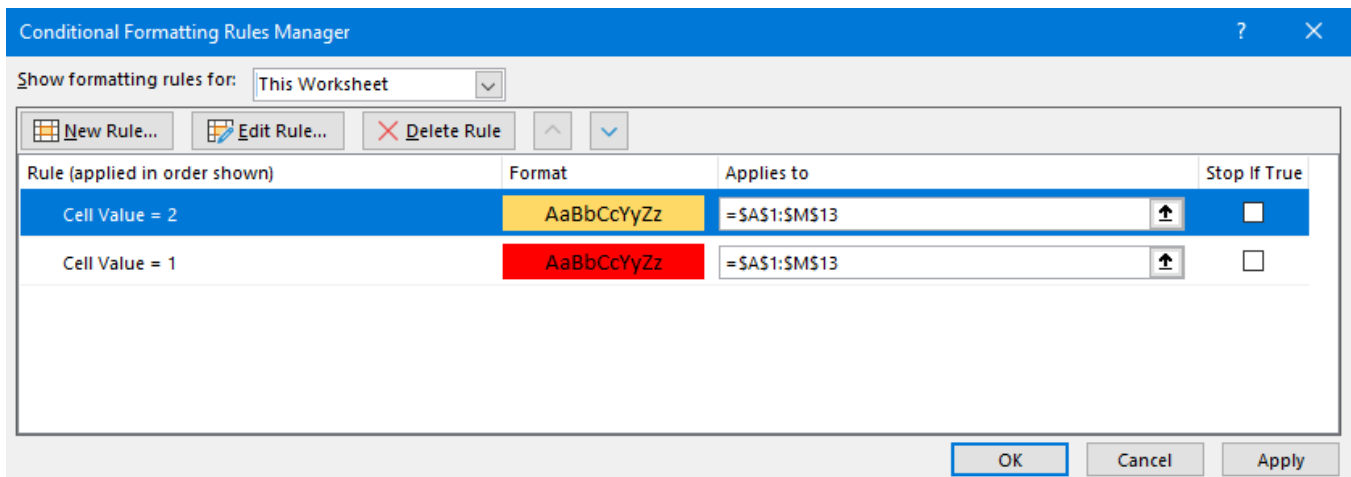 Conditional Formatting Rules Manager ?
Show formatting rules for: This Worksheet
New Rule... Edit Rule... Delete Rule
Rule (applied in order shown) Format Applies to Stop If True
Cell Value = 2 AaBbCcYyZz =$A$1:$M$13
Cell Value = 1 AaBbCcYyZz =$A$1:$M$13
OK Cancel Apply